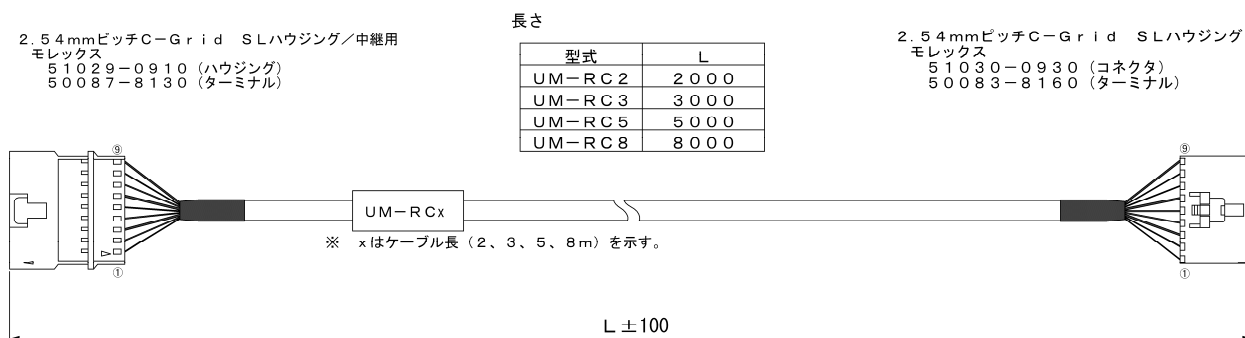 長さ
2.54mmピッチC-Grid SLハウジング/中継用
モレックス
51029-0910(ハウジング)
50087-8130(ターミナル)
2.54mmピッチC-Grid SLハウジング
モレックス
51030-0930(コネクタ)
50083-8160(ターミナル)
型式 L
UM-RC2 2000
UM-RC3 3000
UM-RC5 5000
UM-RC8 8000
⑨ ⑨
UM-RCx
※ xはケーブル長(2、3、5、8m)を示す。
① ①
L±100